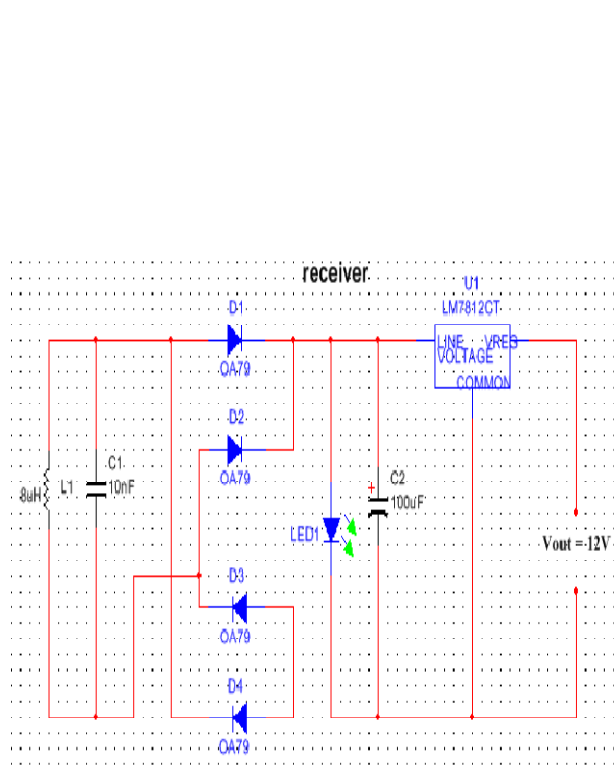 receiver
U1
LM7812CT
D1
LINE VREG
VOLTAGE
OA79
COMMON
D2
C1
OA79
C2
8uH L1 10nF
100uF
LED1
Vout =-12V
D3
OA79
D4
OA79